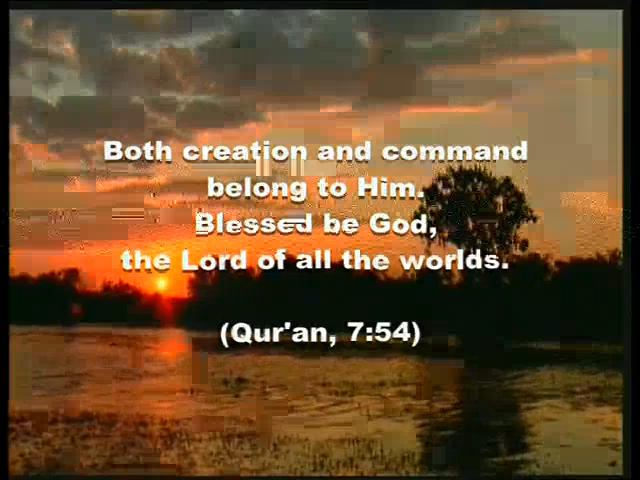 Both creation and command
belong to Him.
Blessed be God,
the Lord of all the worlds.
(Qur'an, 7:54)